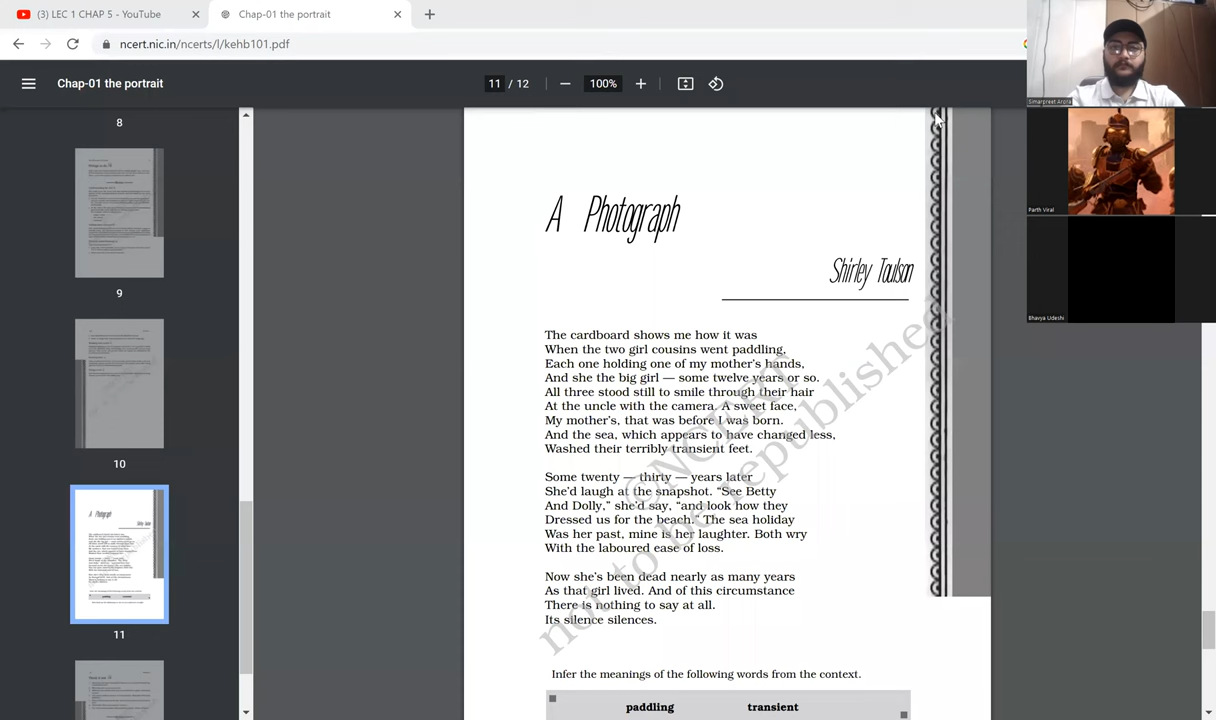 (3) LEC 1 CHAP 5 - YouTube
Chap-01 the portrait
ncert.nic.in/ncerts/l/kehb101.pdf
Chap-01 the portrait
11 / 12
100%
8
9
10
11
A Photograph
Shirley Toulson
The cardboard shows me how it was
When the two girl cousins went paddling,
Each one holding one of my mother's hands,
And she the big girl — some twelve years or so.
All three stood still to smile through their hair
At the uncle with the camera. A sweet face,
My mother's, that was before I was born.
And the sea, which appears to have changed less,
Washed their terribly transient feet.
Some twenty — thirty — years later
She'd laugh at the snapshot. “See Betty
And Dolly,” she'd say, “and look how they
Dressed us for the beach.” The sea holiday
Was her past, mine is her laughter. Both wry
With the laboured ease of loss.
Now she's been dead nearly as many years
As that girl lived. And of this circumstance
There is nothing to say at all.
Its silence silences.
Infer the meanings of the following words from the context.
paddling transient
©NCERT
not to be republished
Simarpreet Arora
Parth Viral
Bhavya Udeshi